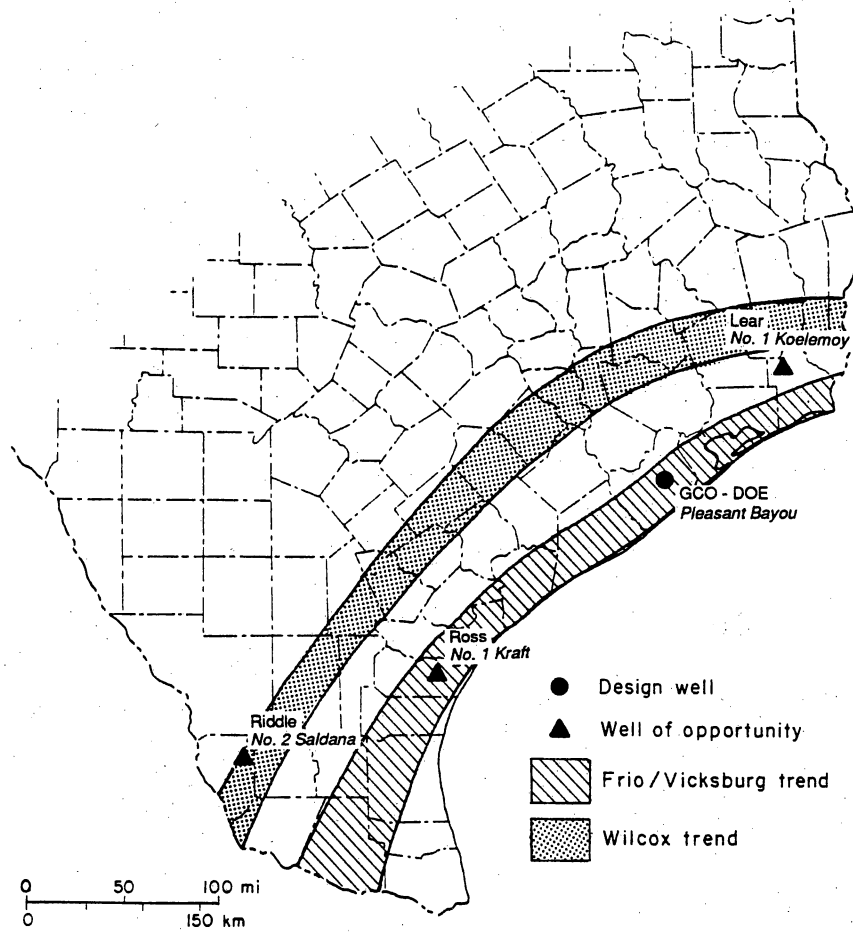 Lear
No. 1 Koelemoy
GCO - DOE
Pleasant Bayou
Ross
No. 1 Kraft
Riddle
No. 2 Saldana
Design well
Well of opportunity
Frio/Vicksburg trend
Wilcox trend
0 50 100 mi
0 150 km